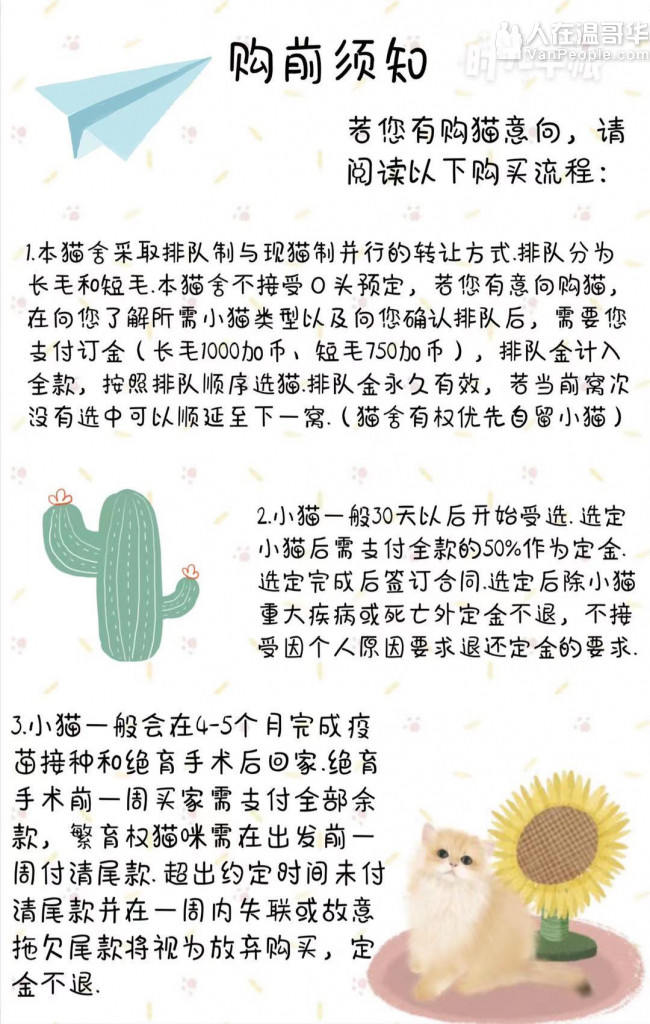 人在温哥华
VanPeople.com
购前须知
若您有购猫意向，请
阅读以下购买流程：
1.本猫舍采取排队制与现猫制并行的转让方式.排队分为
长毛和短毛.本猫舍不接受0头预定，若您有意向购猫，
在向您了解所需小猫类型以及向您确认排队后，需要您
支付订金（长毛1000加币、短毛750加币），排队金计入
全款，按照排队顺序选猫.排队金永久有效，若当前窝次
没有选中可以顺延至下一窝.（猫舍有权优先自留小猫）
2.小猫一般30天以后开始受选.选定
小猫后需支付全款的50%作为定金.
选定完成后签订合同.选定后除小猫
重大疾病或死亡外定金不退，不接
受因个人原因要求退还定金的要求.
3.小猫一般会在4-5个月完成疫
苗接种和绝育手术后回家.绝育
手术前一周买家需支付全部余
款，繁育权猫咪需在出发前一
周付清尾款.超出约定时间未付
清尾款并在一周内失联或故意
拖欠尾款将视为放弃购买，定
金不退.